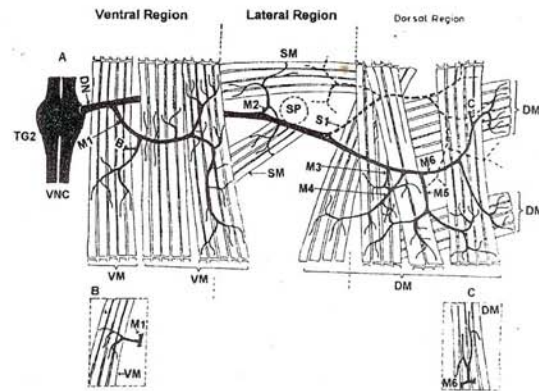 Ventral Region Lateral Region Dorsal Region
A
SM
DN
M2
SP
S1
C
DM
TG2
M1
B
SM
M3
M6
M4
M5
VNC
DM
VM VM DM
B
M1
VM
C
DM
M6